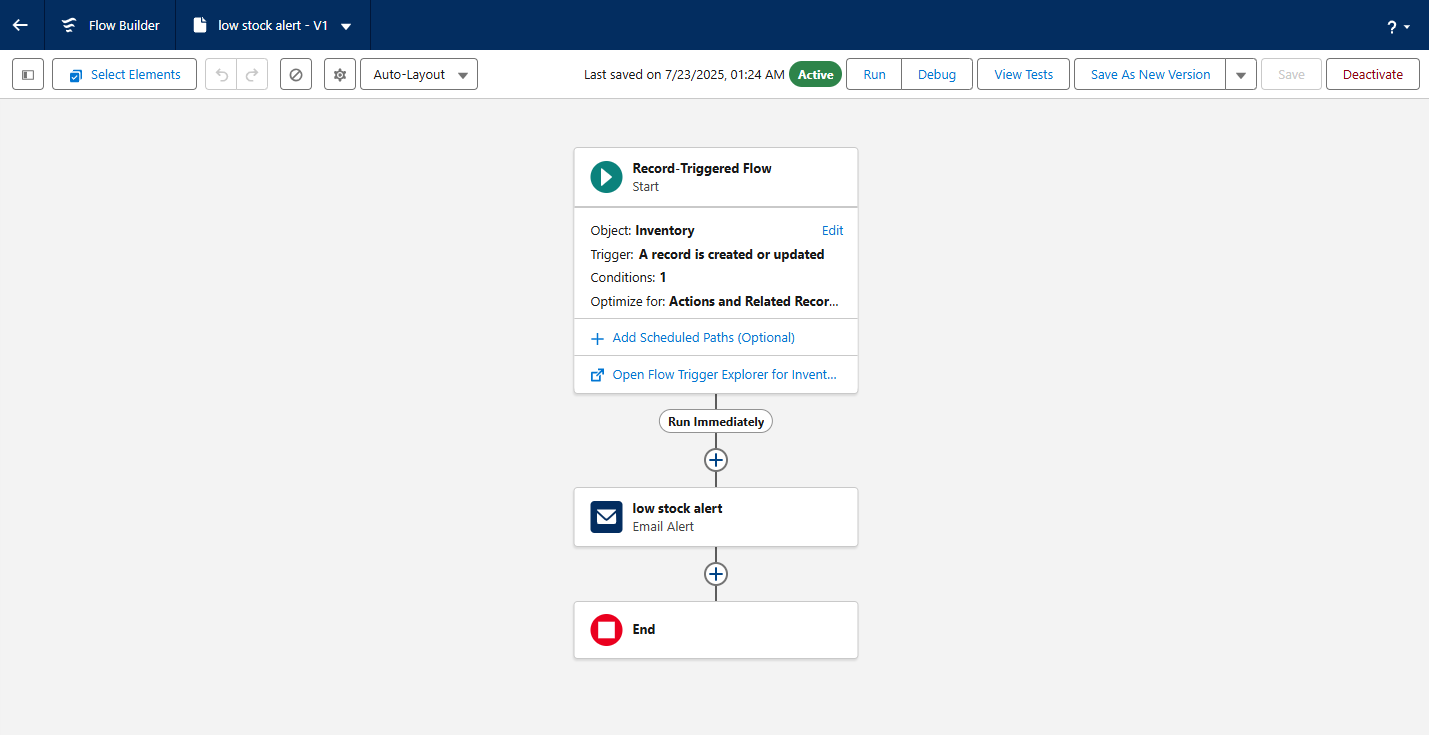 Flow Builder
low stock alert - V1
?
Select Elements
Auto-Layout
Last saved on 7/23/2025, 01:24 AM
Active
Run
Debug
View Tests
Save As New Version
Save
Deactivate
Record-Triggered Flow
Start
Object: Inventory
Edit
Trigger: A record is created or updated
Conditions: 1
Optimize for: Actions and Related Recor...
Add Scheduled Paths (Optional)
Open Flow Trigger Explorer for Invent...
Run Immediately
low stock alert
Email Alert
End